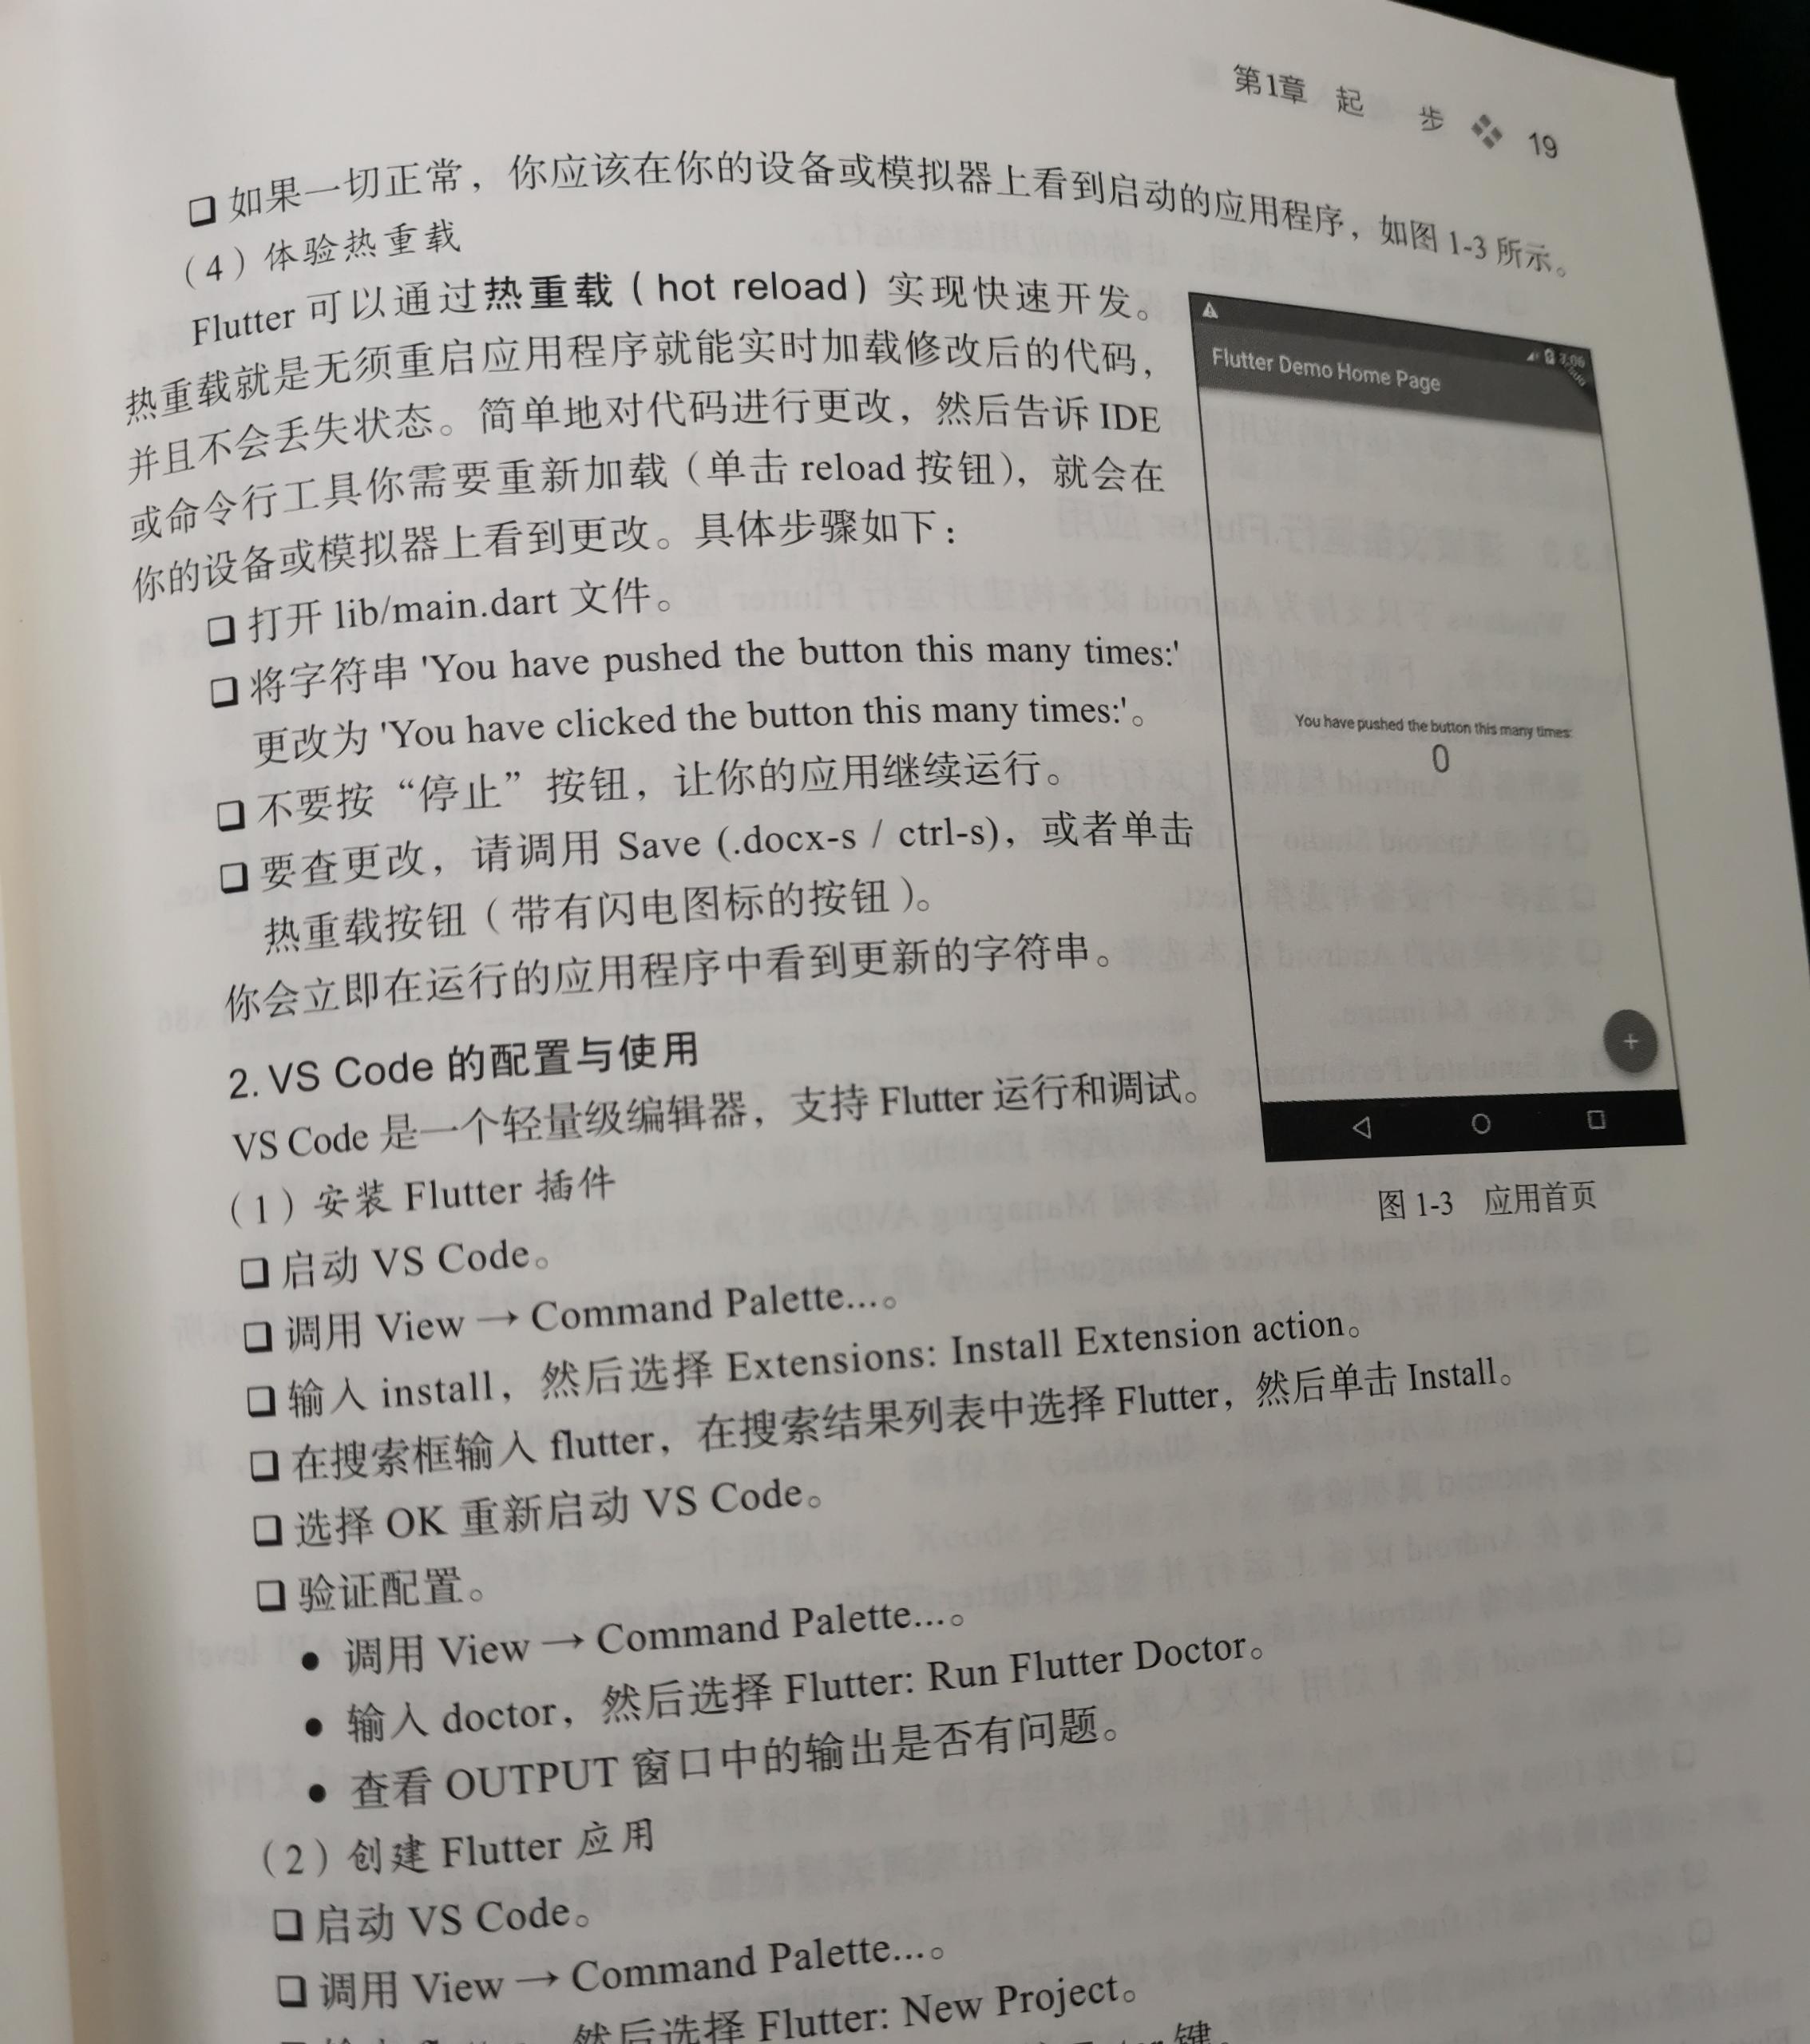 第1章 起 步 19
❑ 如果一切正常，你应该在你的设备或模拟器上看到启动的应用程序，如图 1-3 所示。
（4）体验热重载
Flutter 可以通过热重载（hot reload）实现快速开发。
热重载就是无须重启应用程序就能实时加载修改后的代码，
并且不会丢失状态。简单地对代码进行更改，然后告诉 IDE
或命令行工具你需要重新加载（单击 reload 按钮），就会在
你的设备或模拟器上看到更改。具体步骤如下：
❑ 打开 lib/main.dart 文件。
❑ 将字符串 'You have pushed the button this many times:'
更改为 'You have clicked the button this many times:'。
❑ 不要按“停止”按钮，让你的应用继续运行。
❑ 要查更改，请调用 Save (.docx-s / ctrl-s)，或者单击
热重载按钮（带有闪电图标的按钮）。
你会立即在运行的应用程序中看到更新的字符串。
7:06
Flutter Demo Home Page
You have pushed the button this many times:
0
+
图 1-3 应用首页
2. VS Code 的配置与使用
VS Code 是一个轻量级编辑器，支持 Flutter 运行和调试。
（1）安装 Flutter 插件
❑ 启动 VS Code。
❑ 调用 View → Command Palette...。
❑ 输入 install，然后选择 Extensions: Install Extension action。
❑ 在搜索框输入 flutter，在搜索结果列表中选择 Flutter，然后单击 Install。
❑ 选择 OK 重新启动 VS Code。
❑ 验证配置。
● 调用 View → Command Palette...。
● 输入 doctor，然后选择 Flutter: Run Flutter Doctor。
● 查看 OUTPUT 窗口中的输出是否有问题。
（2）创建 Flutter 应用
❑ 启动 VS Code。
❑ 调用 View → Command Palette...。
然后选择 Flutter: New Project。
键。